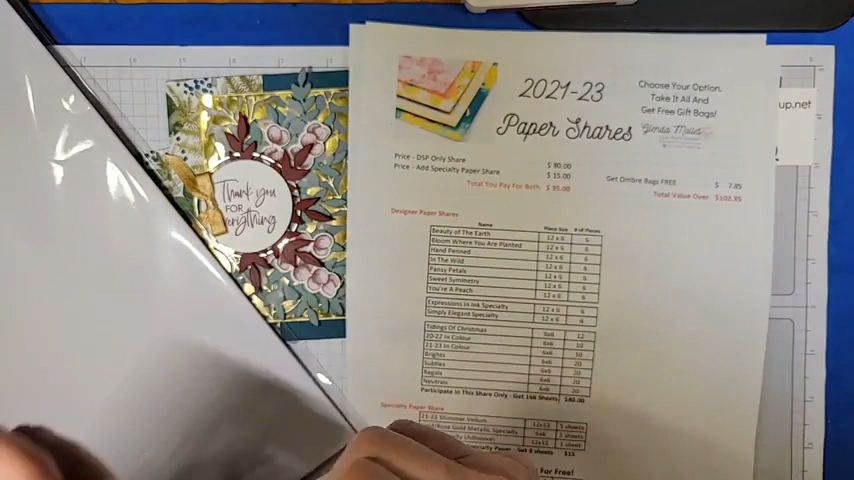 2021-23
Paper Shares
Choose Your Option,
Take It All And
Get Free Gift Bags!
Price - DSP Only Share $ 80.00
Price - Add Specialty Paper Share $ 15.00
Total You Pay For Both $ 95.00
Get Ombre Bags FREE $ 7.85
Total Value Over $102.85
Designer Paper Shares
Name Piece Size # of Pieces
Beauty of The Earth 12 x 6 6
Bloom Where You Are Planted 12 x 6 6
Hand Penned 12 x 6 6
In The Wild 12 x 6 6
Pansy Petals 12 x 6 6
Sweet Symmetry 12 x 6 6
You're A Peach 12 x 6 6
Expressions In Ink Specialty 12 x 6 6
Simply Elegant Specialty 12 x 6 6
Tidings Of Christmas 6x6 12
20-22 In Colour 6x6 10
21-23 In Colour 6x6 10
Brights 6x6 20
Subtles 6x6 20
Regals 6x6 20
Neutrals 6x6 20
Participate In This Share Only - Get 166 Sheets $80.00
Specialty Paper Share
21-23 Shimmer Vellum 12x12 5 sheets
Rose Gold Metallic Specialty 6x6 1 sheets
(Adhesive) 12x12
Paper - Get 8 sheets $15
For Free!
Thank you
FOR
everything
up.net